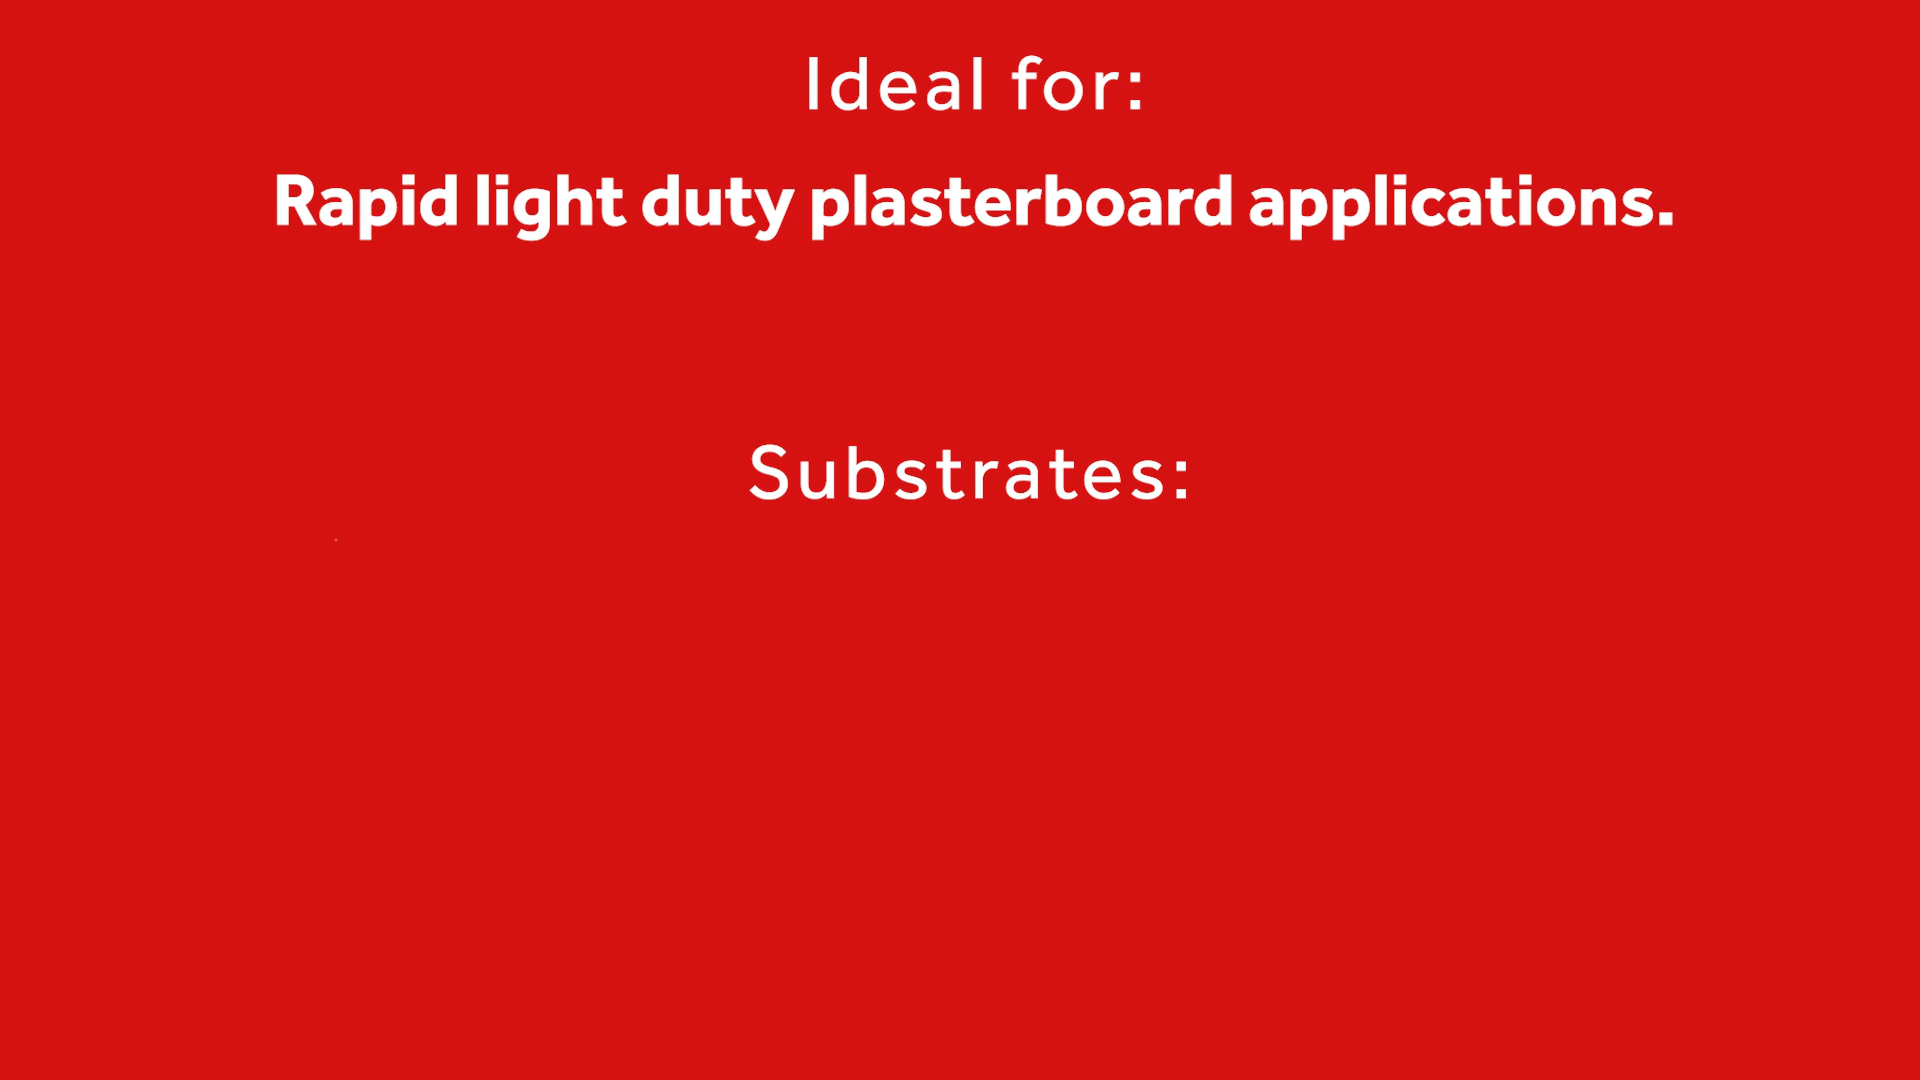 Ideal for:
Rapid light duty plasterboard applications.
Substrates: